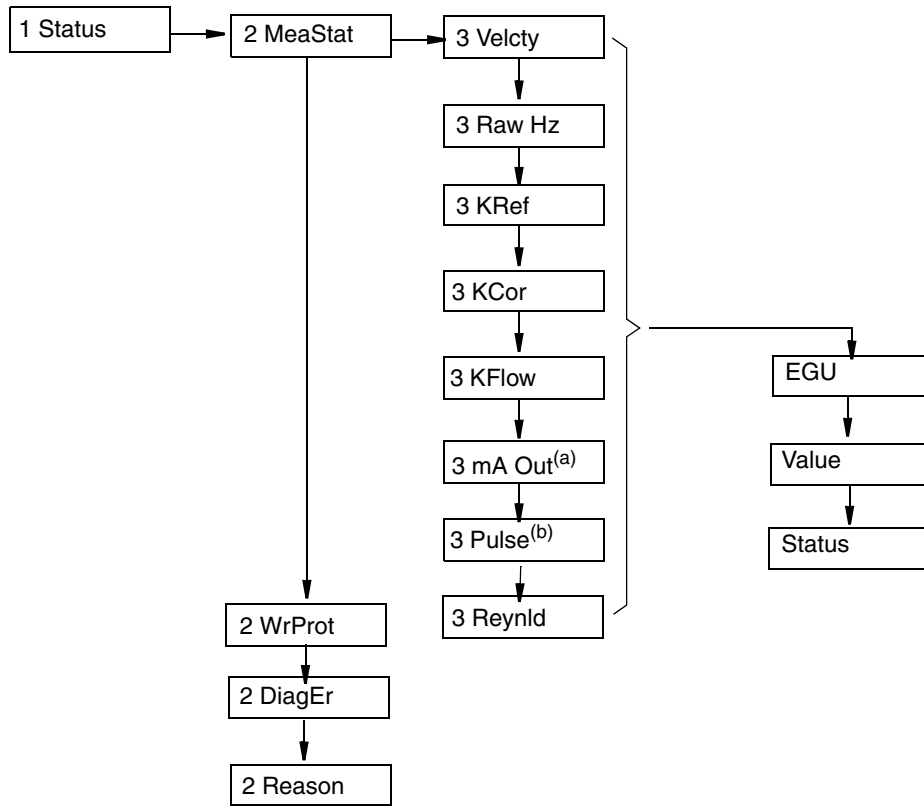 1 Status
2 MeaStat
3 Velcty
3 Raw Hz
3 KRef
3 KCor
3 KFlow
3 mA Out(a)
3 Pulse(b)
3 Reynld
EGU
Value
Status
2 WrProt
2 DiagEr
2 Reason